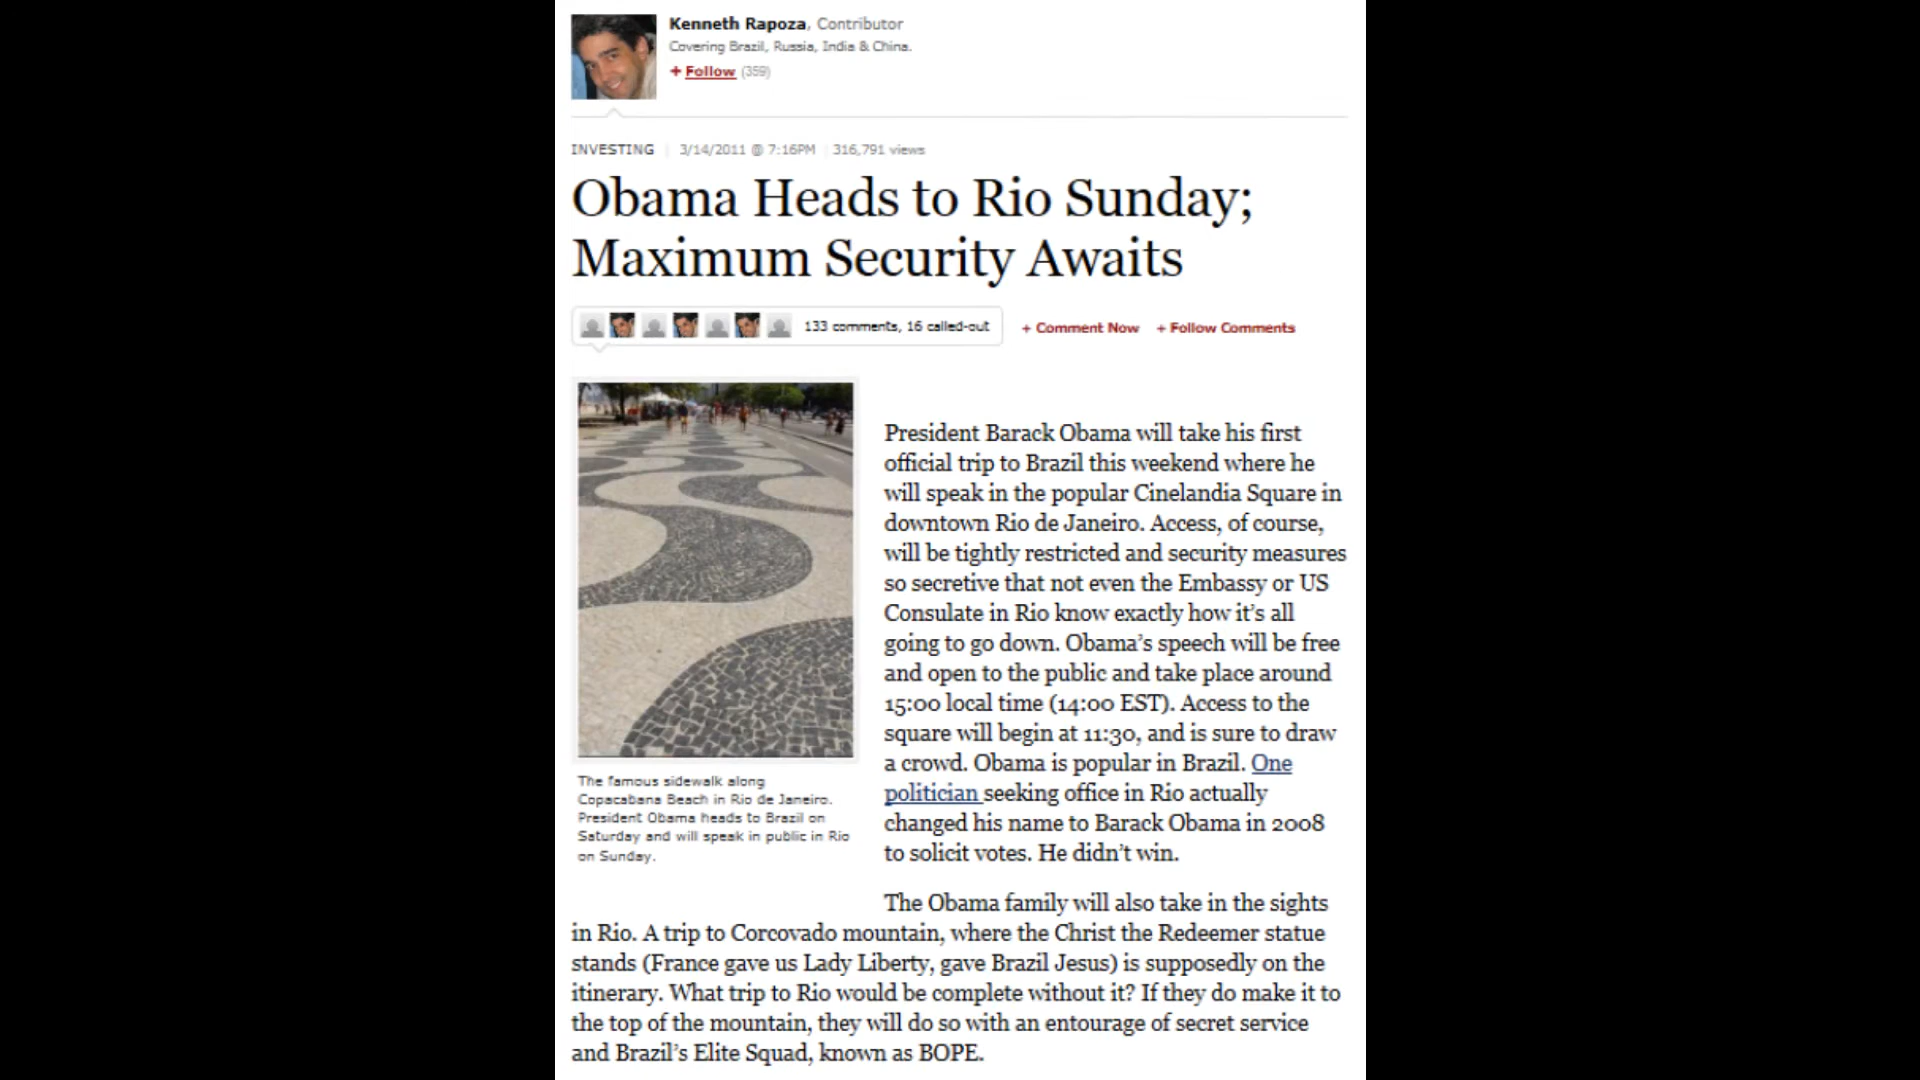 Kenneth Rapoza, Contributor
Covering Brazil, Russia, India & China.
+ Follow (359)
INVESTING | 3/14/2011 @ 7:16PM | 316,791 views
Obama Heads to Rio Sunday;
Maximum Security Awaits
133 comments, 16 called-out
+ Comment Now + Follow Comments
The famous sidewalk along
Copacabana Beach in Rio de Janeiro.
President Obama heads to Brazil on
Saturday and will speak in public in Rio
on Sunday.
President Barack Obama will take his first
official trip to Brazil this weekend where he
will speak in the popular Cinelandia Square in
downtown Rio de Janeiro. Access, of course,
will be tightly restricted and security measures
so secretive that not even the Embassy or US
Consulate in Rio know exactly how it’s all
going to go down. Obama’s speech will be free
and open to the public and take place around
15:00 local time (14:00 EST). Access to the
square will begin at 11:30, and is sure to draw
a crowd. Obama is popular in Brazil. One
politician seeking office in Rio actually
changed his name to Barack Obama in 2008
to solicit votes. He didn’t win.
The Obama family will also take in the sights
in Rio. A trip to Corcovado mountain, where the Christ the Redeemer statue
stands (France gave us Lady Liberty, gave Brazil Jesus) is supposedly on the
itinerary. What trip to Rio would be complete without it? If they do make it to
the top of the mountain, they will do so with an entourage of secret service
and Brazil’s Elite Squad, known as BOPE.